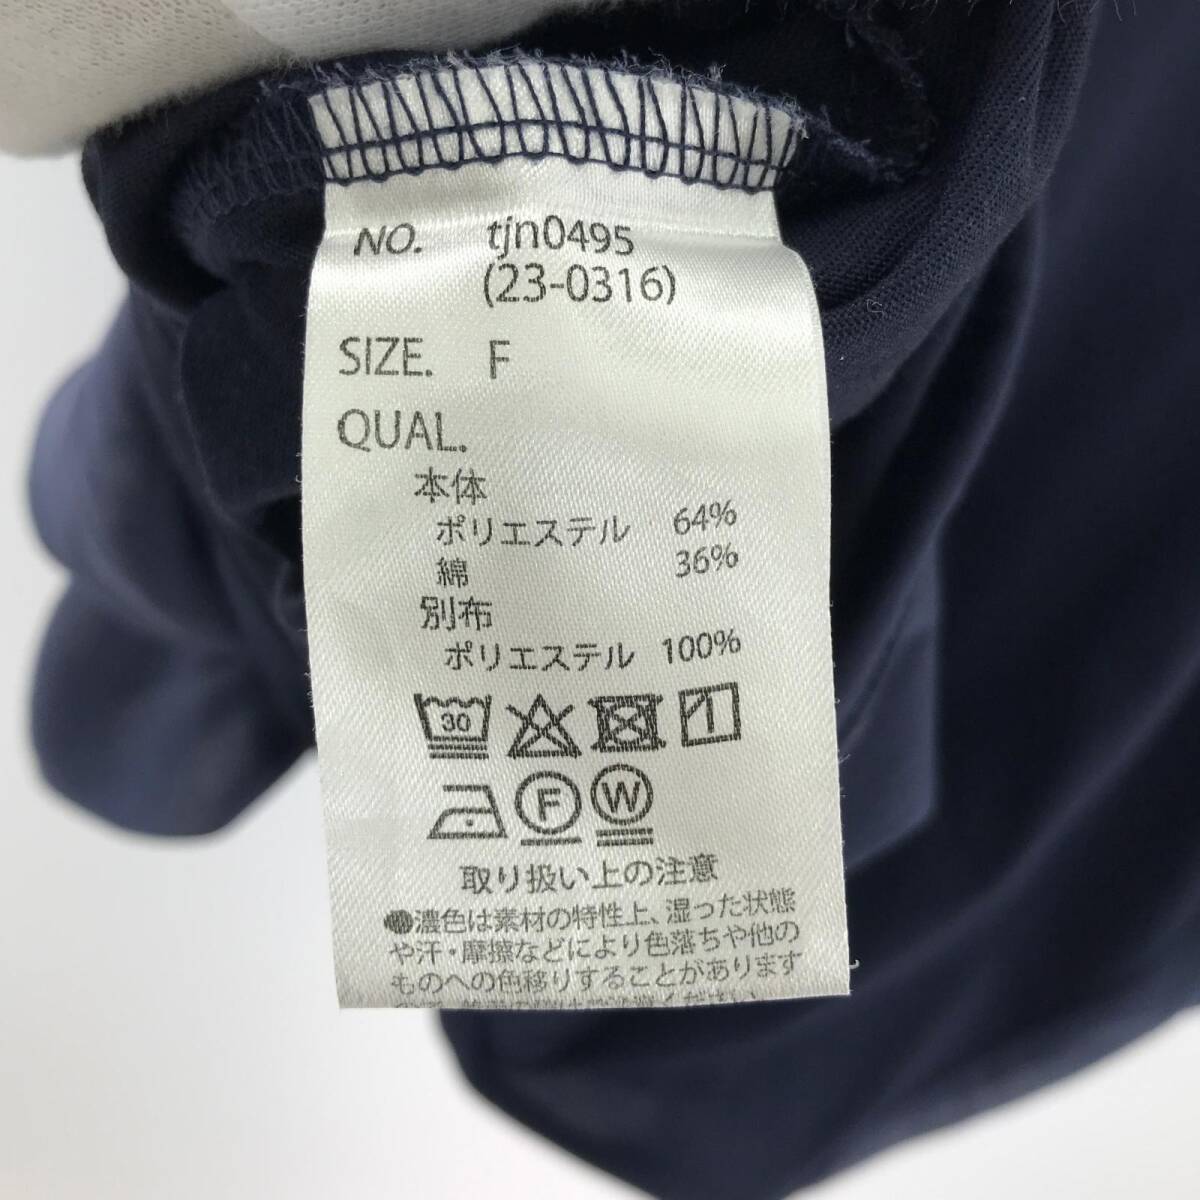 NO. tjn0495
(23-0316)
SIZE. F
QUAL.
本体
ポリエステル 64%
綿 36%
別布
ポリエステル 100%
30
F W
取り扱い上の注意
●濃色は素材の特性上、湿った状態
や汗・摩擦などにより色落ちや他の
ものへの色移りすることがあります